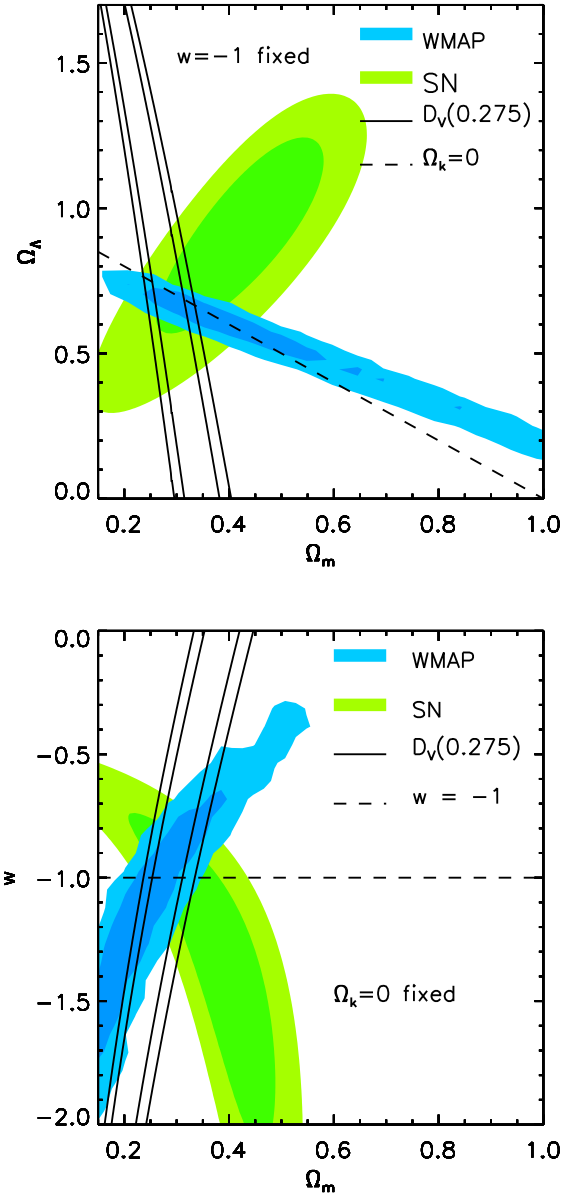 1.5
w=−1 fixed
WMAP
SN
D_V(0.275)
Ω_k=0
1.0
Ω_Λ
0.5
0.0
0.2 0.4 0.6 0.8 1.0
Ω_m
0.0
WMAP
SN
−0.5
D_V(0.275)
w = −1
w
−1.0
Ω_k=0 fixed
−1.5
−2.0
0.2 0.4 0.6 0.8 1.0
Ω_m